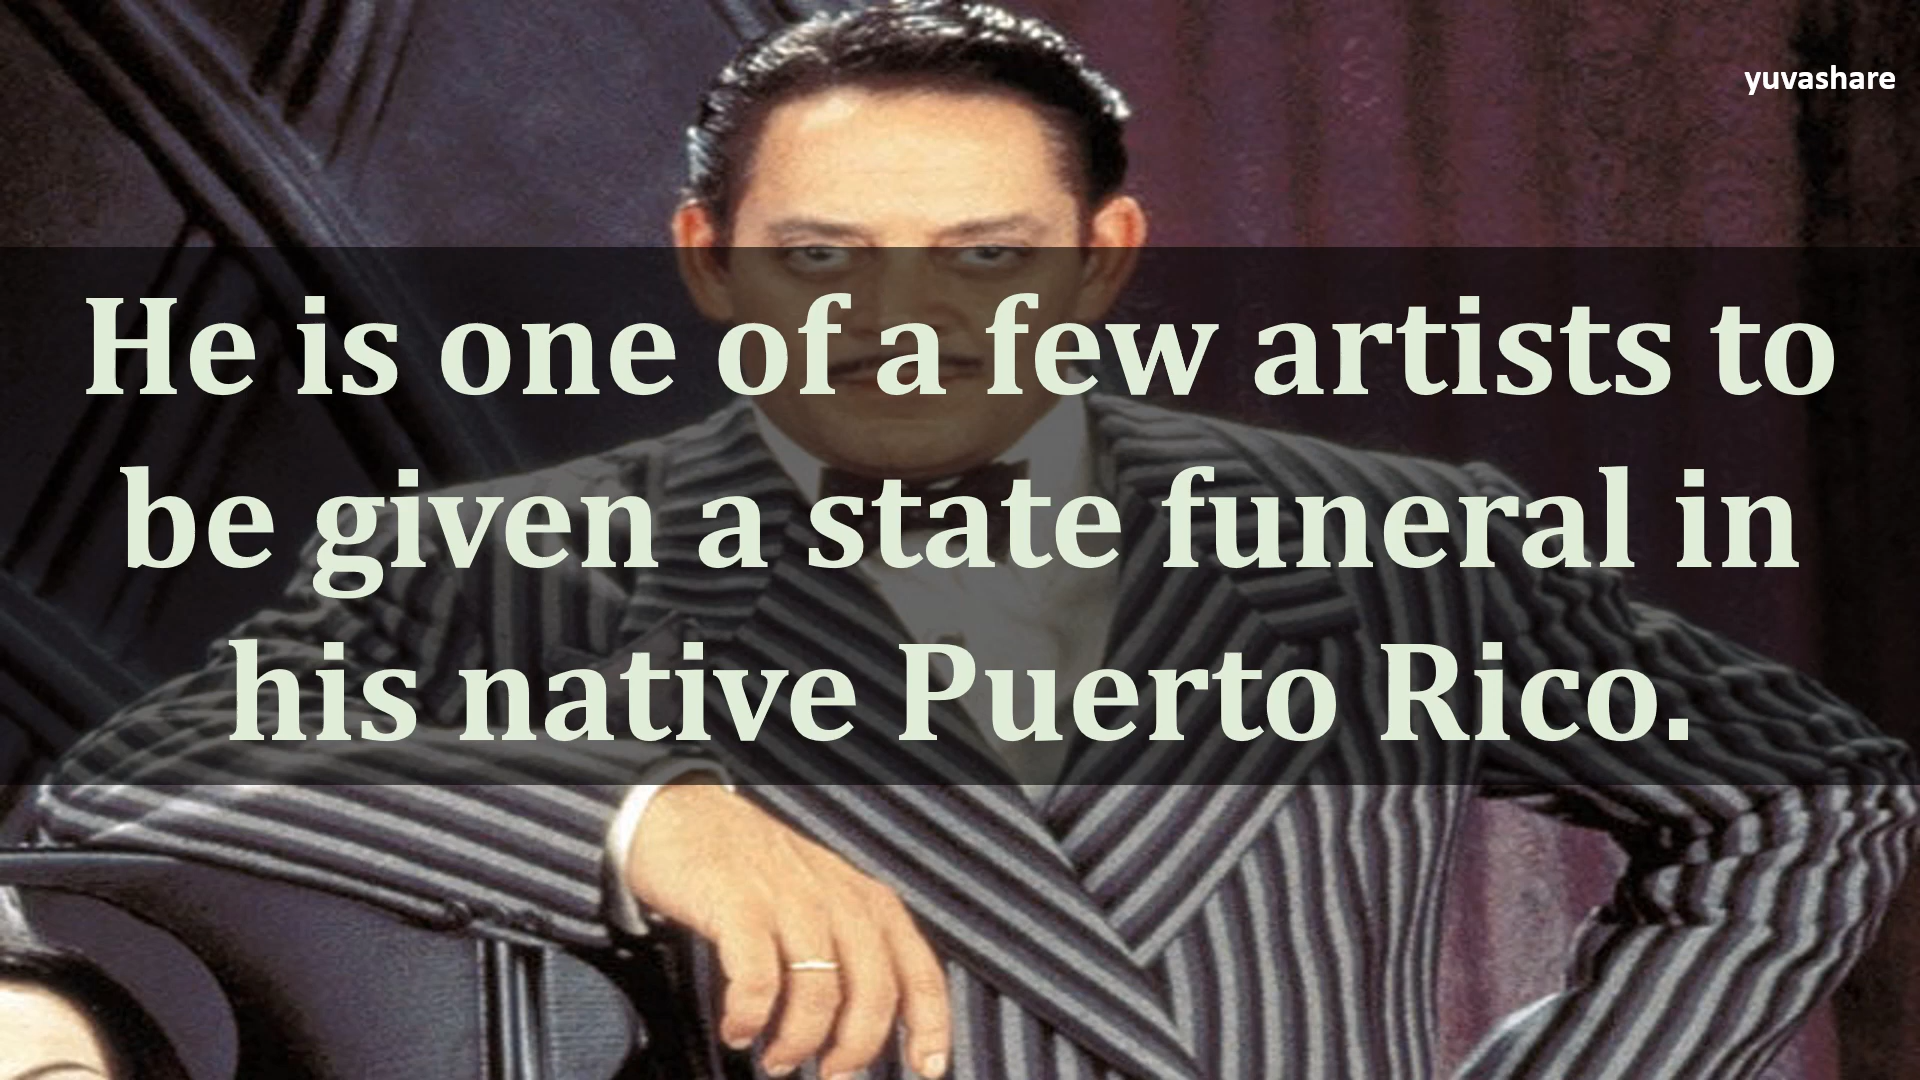 yuvashare
He is one of a few artists to
be given a state funeral in
his native Puerto Rico.